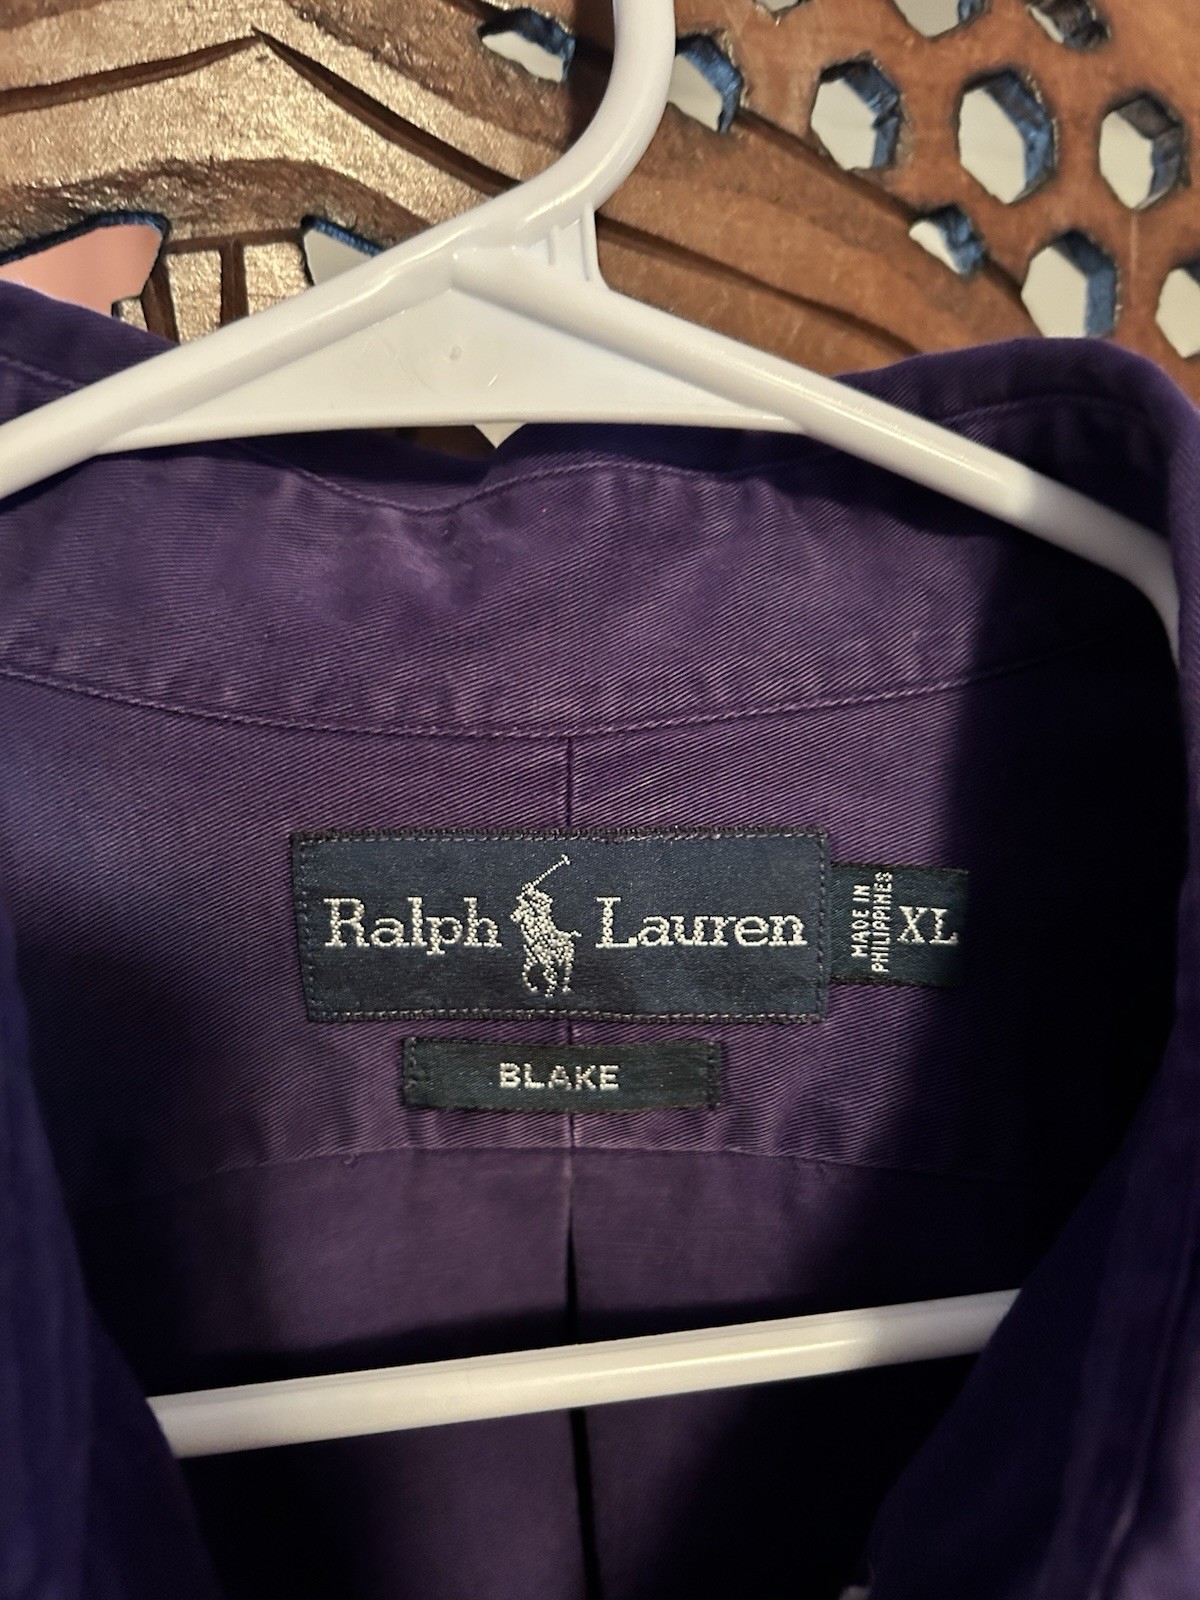 Ralph Lauren
MADE IN
PHILIPPINES
XL
BLAKE